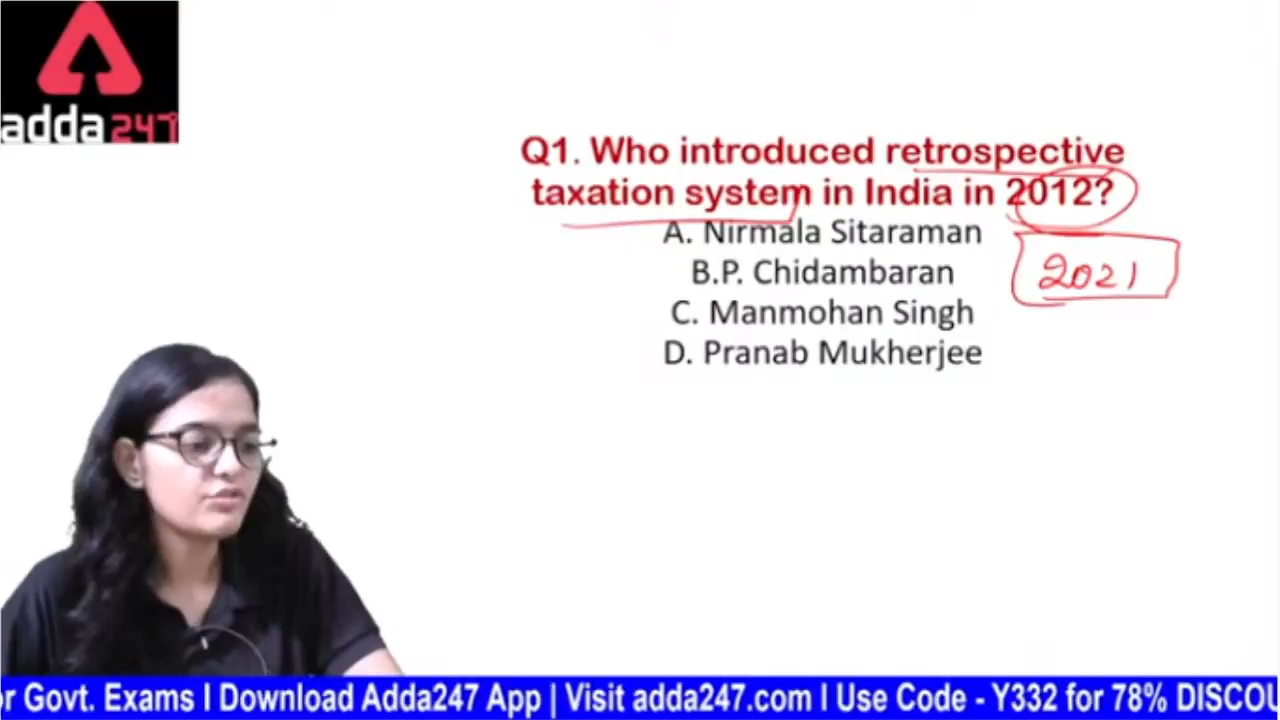 adda247
Q1. Who introduced retrospective
taxation system in India in 2012?
A. Nirmala Sitaraman
B.P. Chidambaran
2021
C. Manmohan Singh
D. Pranab Mukherjee
or Govt. Exams I Download Adda247 App | Visit adda247.com I Use Code - Y332 for 78% DISCOU